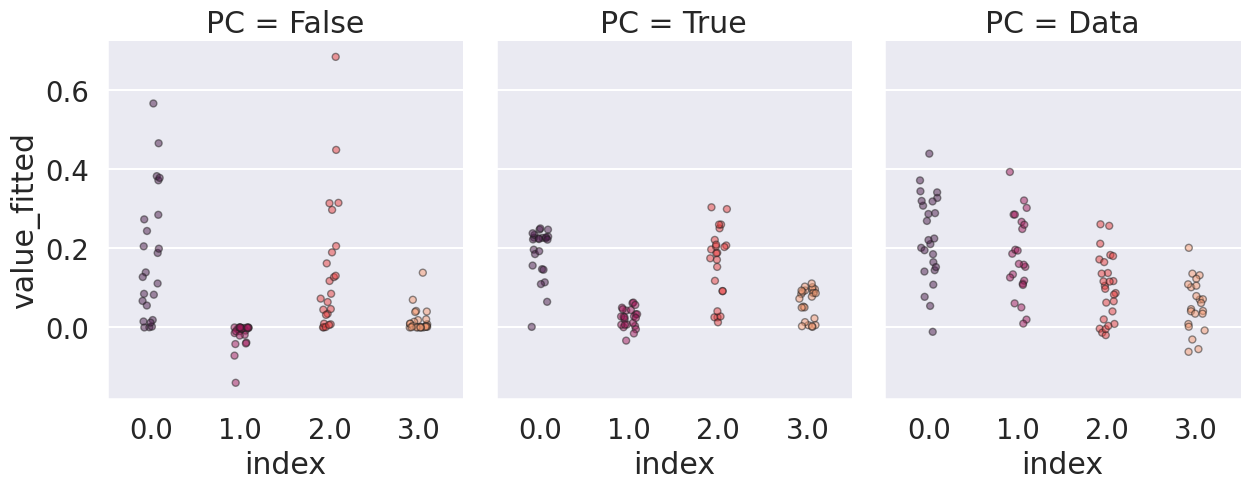 PC = False
PC = True
PC = Data
value_fitted
0.6
0.4
0.2
0.0
0.0 1.0 2.0 3.0
0.0 1.0 2.0 3.0
0.0 1.0 2.0 3.0
index
index
index